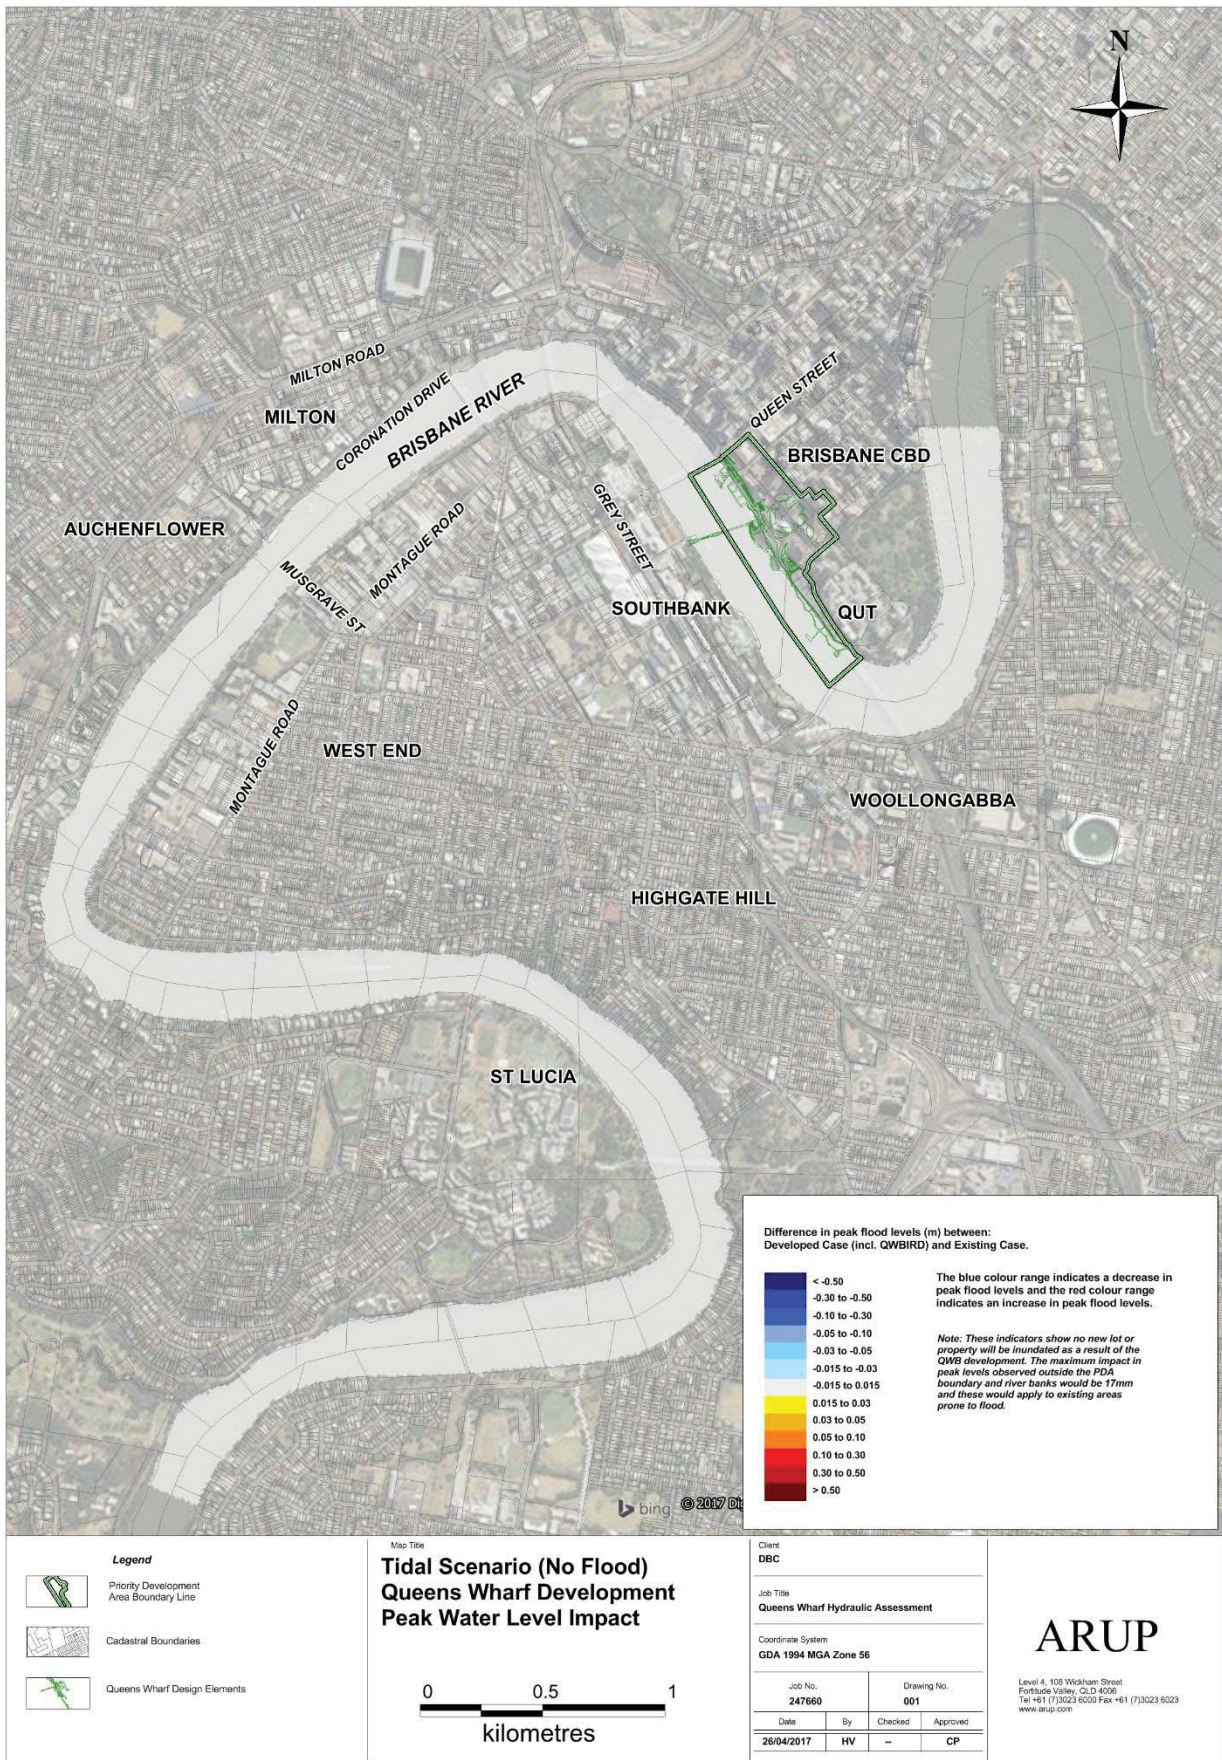 N
MILTON ROAD
MILTON
CORONATION DRIVE
BRISBANE RIVER
QUEEN STREET
BRISBANE CBD
AUCHENFLOWER
GREY STREET
MONTAGUE ROAD
MUSGRAVE ST
SOUTHBANK
QUT
MONTAGUE ROAD
WEST END
WOOLLONGABBA
HIGHGATE HILL
ST LUCIA
Difference in peak flood levels (m) between:
Developed Case (incl. QWBIRD) and Existing Case.
< -0.50
-0.30 to -0.50
-0.10 to -0.30
-0.05 to -0.10
-0.03 to -0.05
-0.015 to -0.03
-0.015 to 0.015
0.015 to 0.03
0.03 to 0.05
0.05 to 0.10
0.10 to 0.30
0.30 to 0.50
> 0.50
The blue colour range indicates a decrease in
peak flood levels and the red colour range
indicates an increase in peak flood levels.
Note: These indicators show no new lot or
property will be inundated as a result of the
QWB development. The maximum impact in
peak levels observed outside the PDA
boundary and river banks would be 17mm
and these would apply to existing areas
prone to flood.
bing © 2017
Legend
Priority Development
Area Boundary Line
Cadastral Boundaries
Queens Wharf Design Elements
Map Title
Tidal Scenario (No Flood)
Queens Wharf Development
Peak Water Level Impact
0 0.5 1
kilometres
Client
DBC
Job Title
Queens Wharf Hydraulic Assessment
Coordinate System
GDA 1994 MGA Zone 56
Job No. Drawing No.
247660 001
Date By Checked Approved
26/04/2017 HV -- CP
ARUP
Level 4, 108 Wickham Street
Fortitude Valley, QLD 4006
Tel +61 (7)3023 6000 Fax +61 (7)3023 6023
www.arup.com